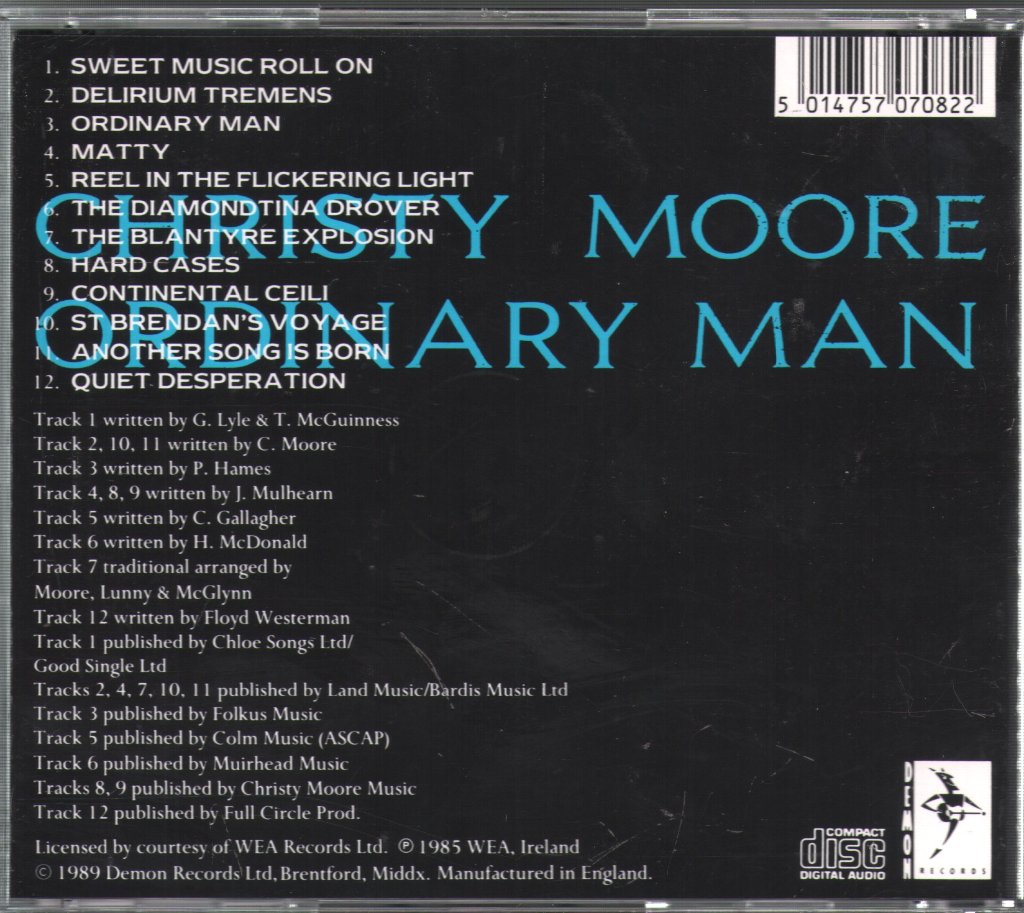 1. SWEET MUSIC ROLL ON
2. DELIRIUM TREMENS
3. ORDINARY MAN
4. MATTY
5. REEL IN THE FLICKERING LIGHT
6. THE DIAMONDTINA DROVER
7. THE BLANTYRE EXPLOSION
8. HARD CASES
9. CONTINENTAL CEILI
10. ST BRENDAN'S VOYAGE
11. ANOTHER SONG IS BORN
12. QUIET DESPERATION
5 014757 070822
CHRISTY MOORE
ORDINARY MAN
Track 1 written by G. Lyle & T. McGuinness
Track 2, 10, 11 written by C. Moore
Track 3 written by P. Hames
Track 4, 8, 9 written by J. Mulhearn
Track 5 written by C. Gallagher
Track 6 written by H. McDonald
Track 7 traditional arranged by
Moore, Lunny & McGlynn
Track 12 written by Floyd Westerman
Track 1 published by Chloe Songs Ltd/
Good Single Ltd
Tracks 2, 4, 7, 10, 11 published by Land Music/Bardis Music Ltd
Track 3 published by Folkus Music
Track 5 published by Colm Music (ASCAP)
Track 6 published by Muirhead Music
Tracks 8, 9 published by Christy Moore Music
Track 12 published by Full Circle Prod.
Licensed by courtesy of WEA Records Ltd. ℗ 1985 WEA, Ireland
© 1989 Demon Records Ltd, Brentford, Middx. Manufactured in England.
COMPACT
disc
DIGITAL AUDIO
DEMON
RECORDS